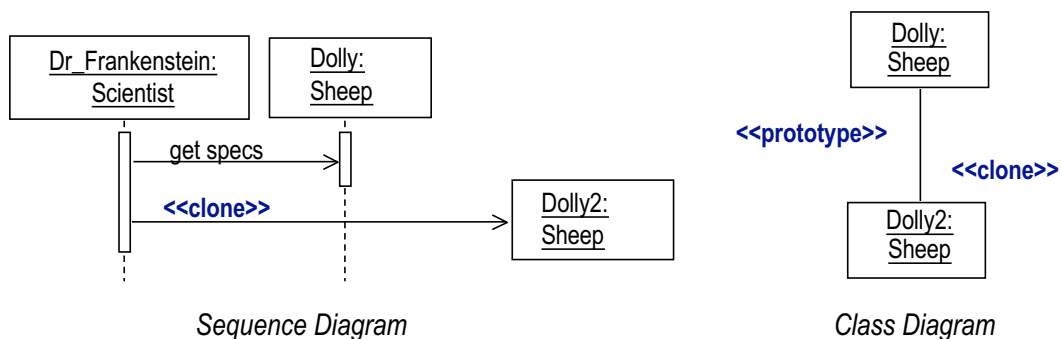 Dr_Frankenstein:
Scientist
Dolly:
Sheep
get specs
<<clone>>
Dolly2:
Sheep
Sequence Diagram
Dolly:
Sheep
<<prototype>>
<<clone>>
Dolly2:
Sheep
Class Diagram